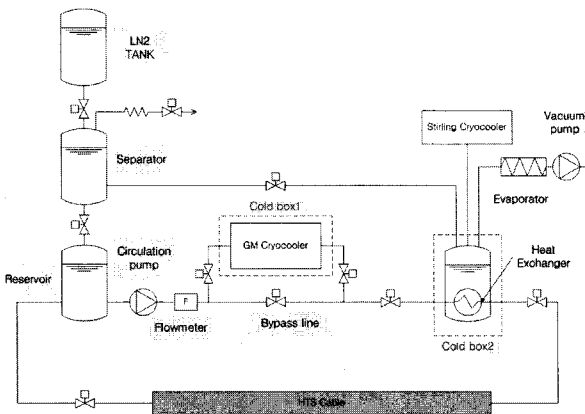 LN2
TANK
Separator
Stirling Cryocooler
Vacuum
pump
Evaporator
Cold box1
GM Cryocooler
Circulation
pump
Reservoir
F
Flowmeter
Bypass line
Heat
Exchanger
Cold box2
HTS Cable